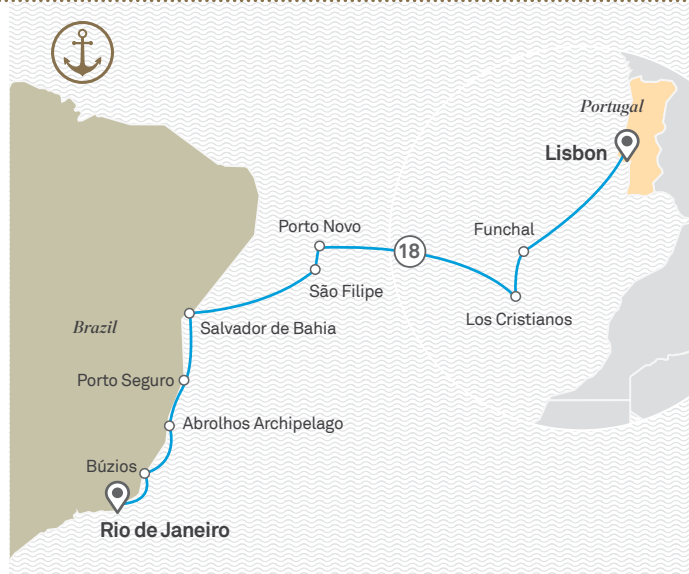 Portugal
Lisbon
Porto Novo
Funchal
18
São Filipe
Los Cristianos
Brazil
Salvador de Bahia
Porto Seguro
Abrolhos Archipelago
Búzios
Rio de Janeiro